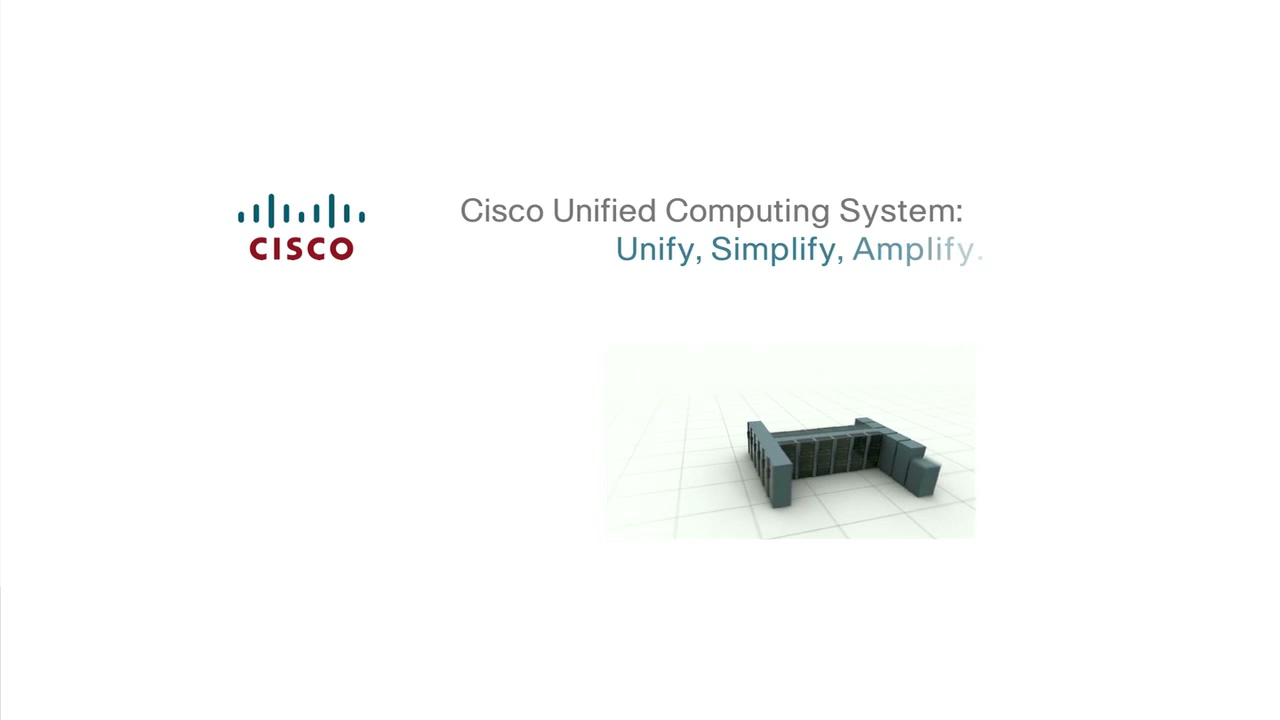 CISCO
Cisco Unified Computing System:
Unify, Simplify, Amplify.